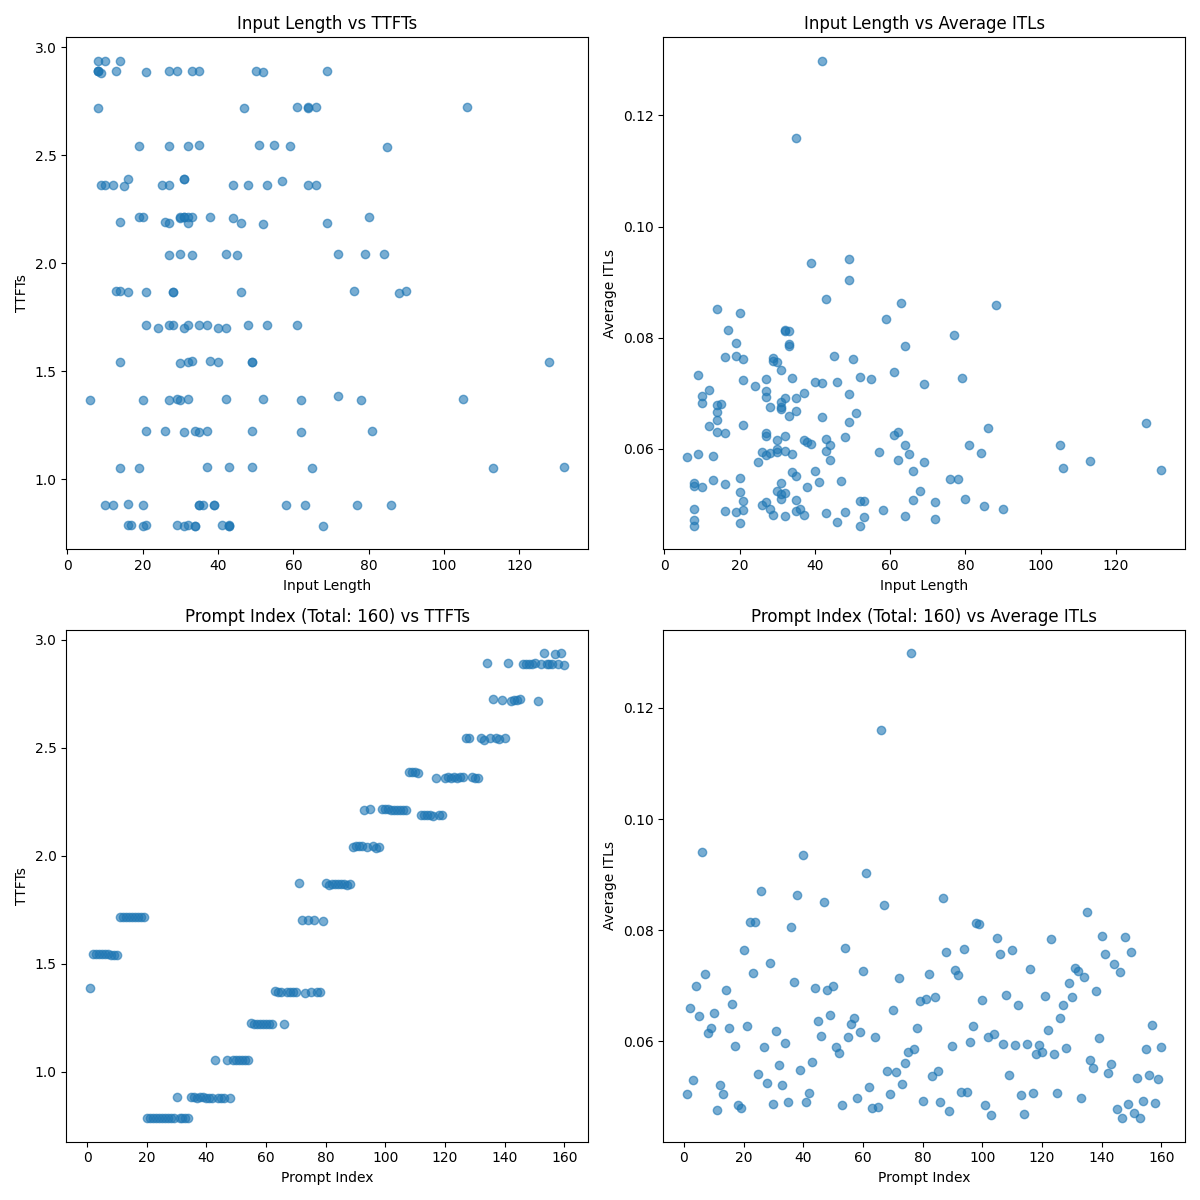 Input Length vs TTFTs
3.0
2.5
2.0
1.5
1.0
TTFTs
0 20 40 60 80 100 120
Input Length
Input Length vs Average ITLs
0.12
0.10
0.08
0.06
Average ITLs
0 20 40 60 80 100 120
Input Length
Prompt Index (Total: 160) vs TTFTs
3.0
2.5
2.0
1.5
1.0
TTFTs
0 20 40 60 80 100 120 140 160
Prompt Index
Prompt Index (Total: 160) vs Average ITLs
0.12
0.10
0.08
0.06
Average ITLs
0 20 40 60 80 100 120 140 160
Prompt Index